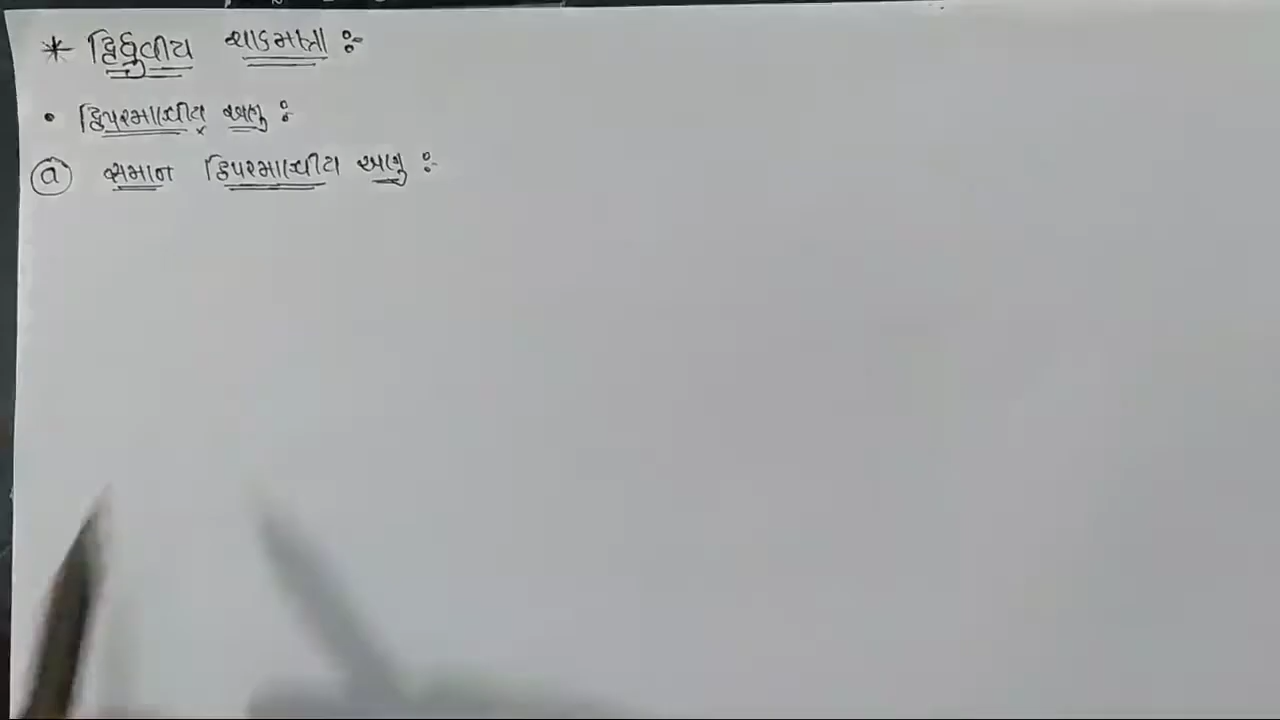 * દ્વિધ્રુવીય ચાકમાત્રા :-
• દ્વિપરમાણ્વીય અણુ :
ⓐ સમાન દ્વિપરમાણ્વીય અણુ :-